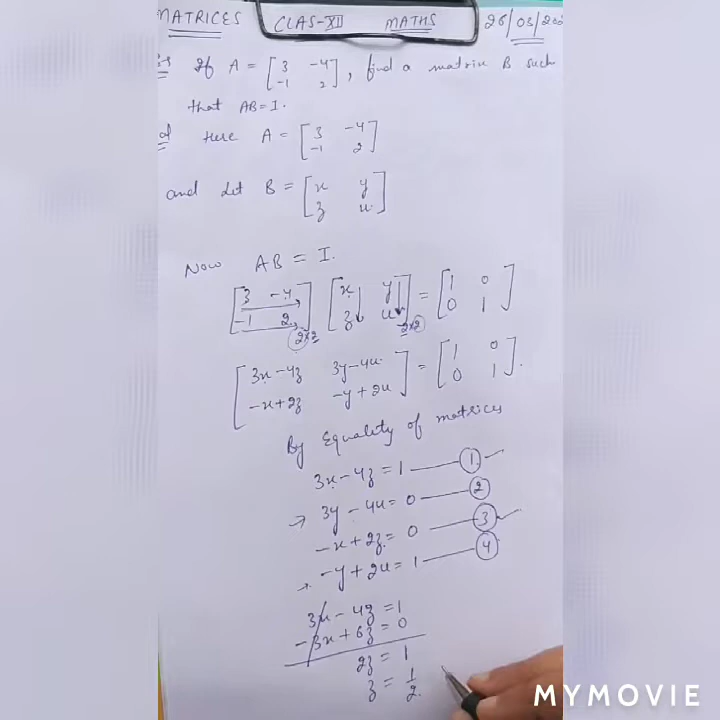 MATRICES CLAS-XII MATHS 26/03/202
If A = [3 -4
-1 2], find a matrix B such
that AB=I.
Here A = [3 -4
-1 2]
and let B = [x y
z u]
Now AB = I.
[3 -4 [x y = [1 0
-1 2]2×2 z u]2×2 0 1]
[3x-4z 3y-4u = [1 0
-x+2z -y+2u] 0 1].
By Equality of matrices
3x-4z = 1 — 1
→ 3y-4u = 0 — 2
-x+2z = 0 — 3
→ -y+2u = 1 — 4
3x-4z = 1
-3x+6z = 0
2z = 1
z = 1/2.
MYMOVIE